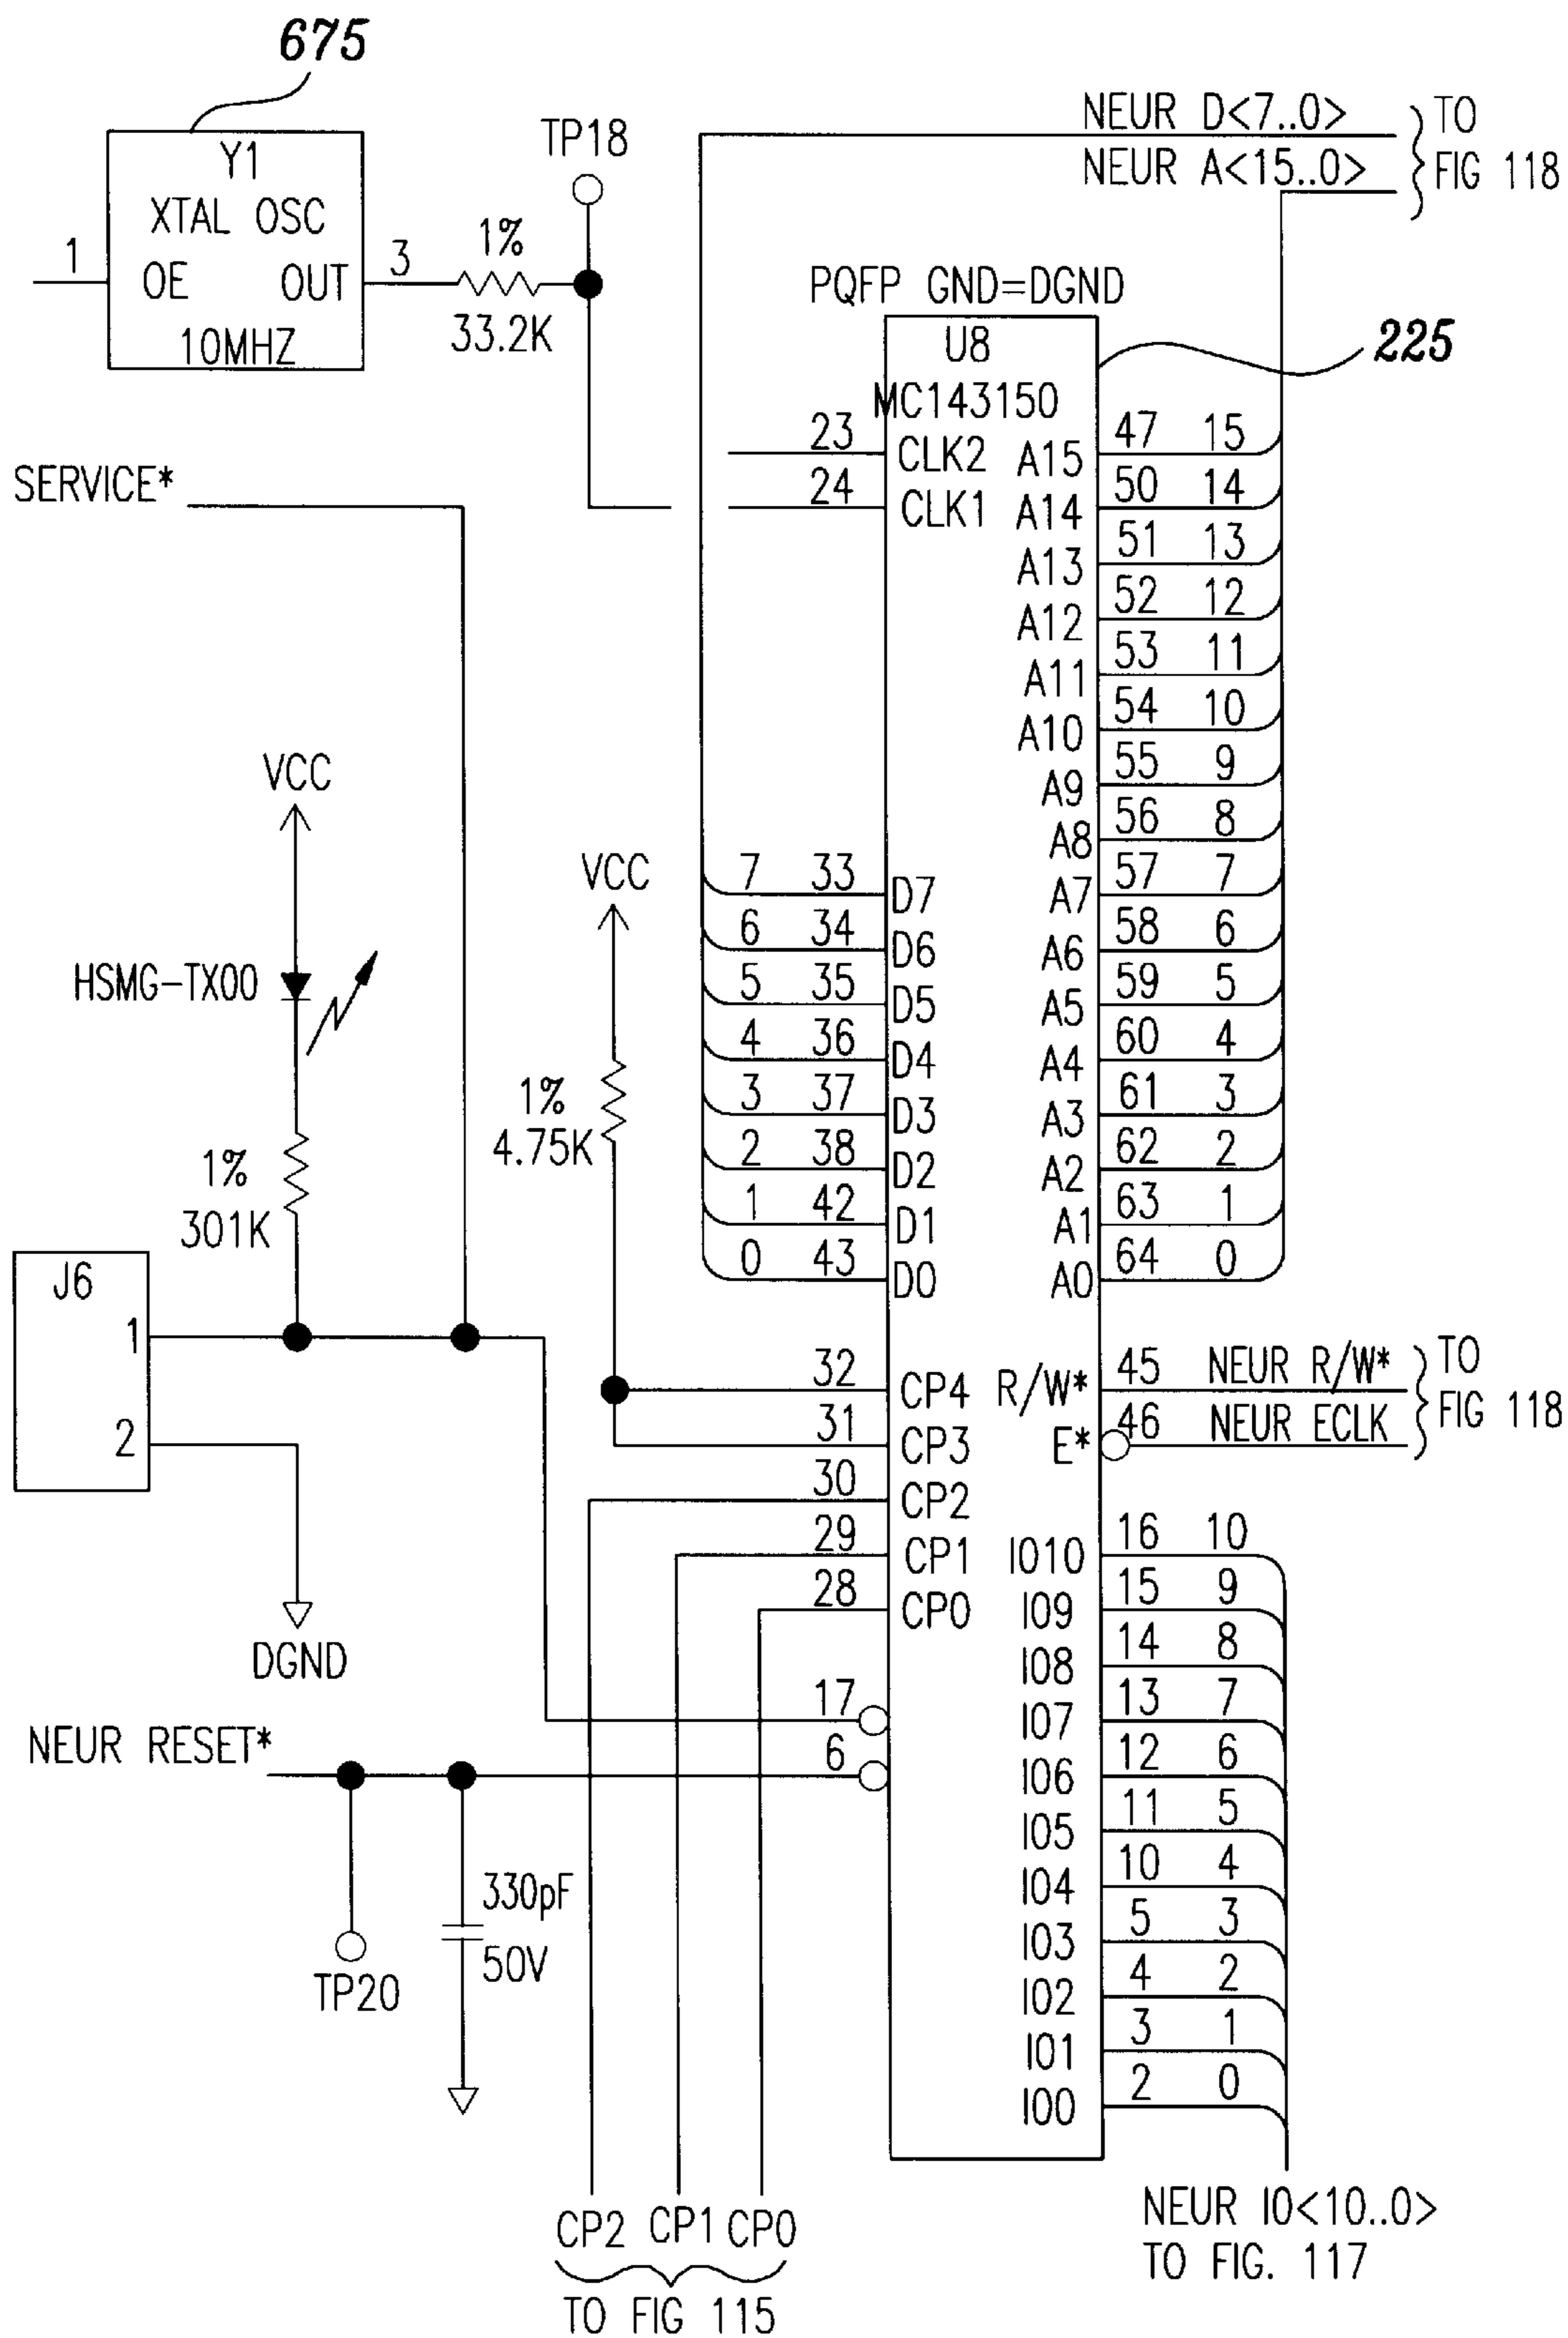 675
Y1
XTAL OSC
1 OE OUT 3
10MHZ
1%
33.2K
TP18
NEUR D<7..0>
NEUR A<15..0>
TO
FIG 118
PQFP GND=DGND
U8
225
MC143150
23 CLK2 A15 47 15
24 CLK1 A14 50 14
A13 51 13
A12 52 12
A11 53 11
A10 54 10
A9 55 9
A8 56 8
7 33 D7 A7 57 7
6 34 D6 A6 58 6
5 35 D5 A5 59 5
4 36 D4 A4 60 4
3 37 D3 A3 61 3
2 38 D2 A2 62 2
1 42 D1 A1 63 1
0 43 D0 A0 64 0
SERVICE*
VCC
HSMG-TX00
1%
301K
VCC
1%
4.75K
J6
1
2
DGND
32 CP4 R/W* 45 NEUR R/W*
31 CP3 E* 46 NEUR ECLK
TO
FIG 118
30 CP2
29 CP1 IO10 16 10
28 CP0 IO9 15 9
IO8 14 8
17 IO7 13 7
NEUR RESET*
6 IO6 12 6
IO5 11 5
IO4 10 4
IO3 5 3
IO2 4 2
IO1 3 1
IO0 2 0
330pF
50V
TP20
CP2 CP1 CP0
TO FIG 115
NEUR IO<10..0>
TO FIG. 117